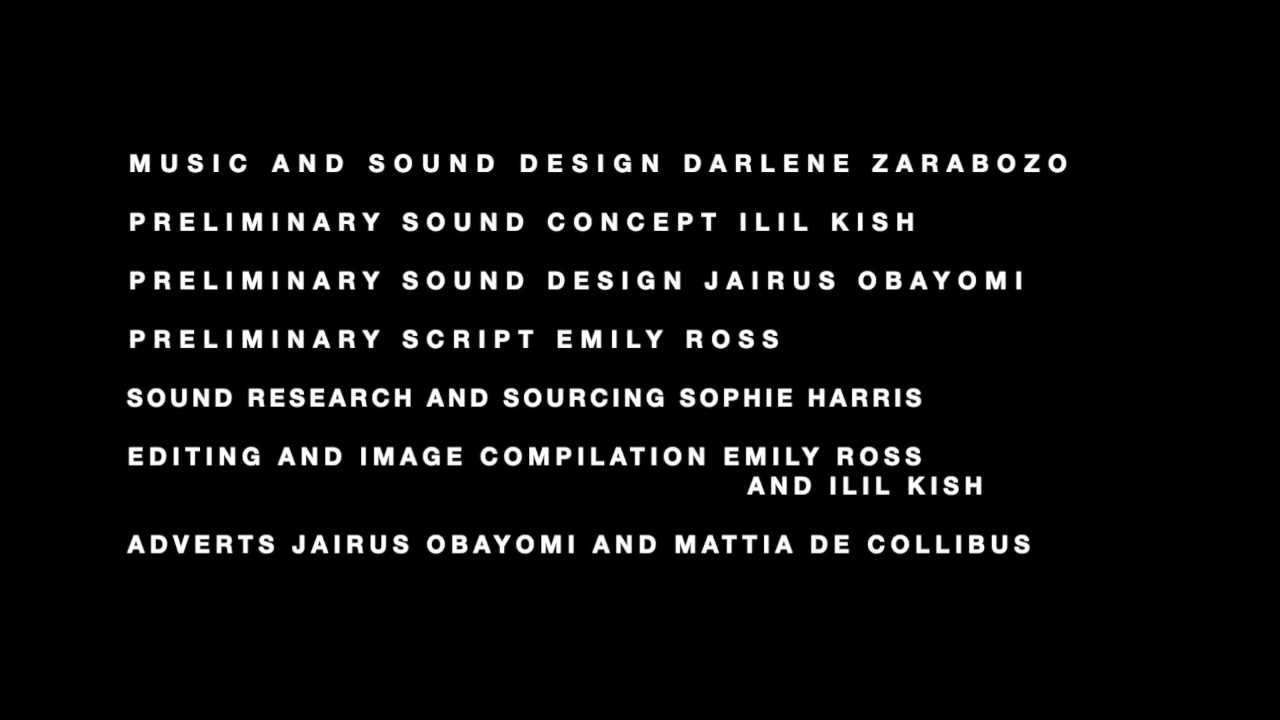 MUSIC AND SOUND DESIGN DARLENE ZARABOZO
PRELIMINARY SOUND CONCEPT ILIL KISH
PRELIMINARY SOUND DESIGN JAIRUS OBAYOMI
PRELIMINARY SCRIPT EMILY ROSS
SOUND RESEARCH AND SOURCING SOPHIE HARRIS
EDITING AND IMAGE COMPILATION EMILY ROSS
AND ILIL KISH
ADVERTS JAIRUS OBAYOMI AND MATTIA DE COLLIBUS